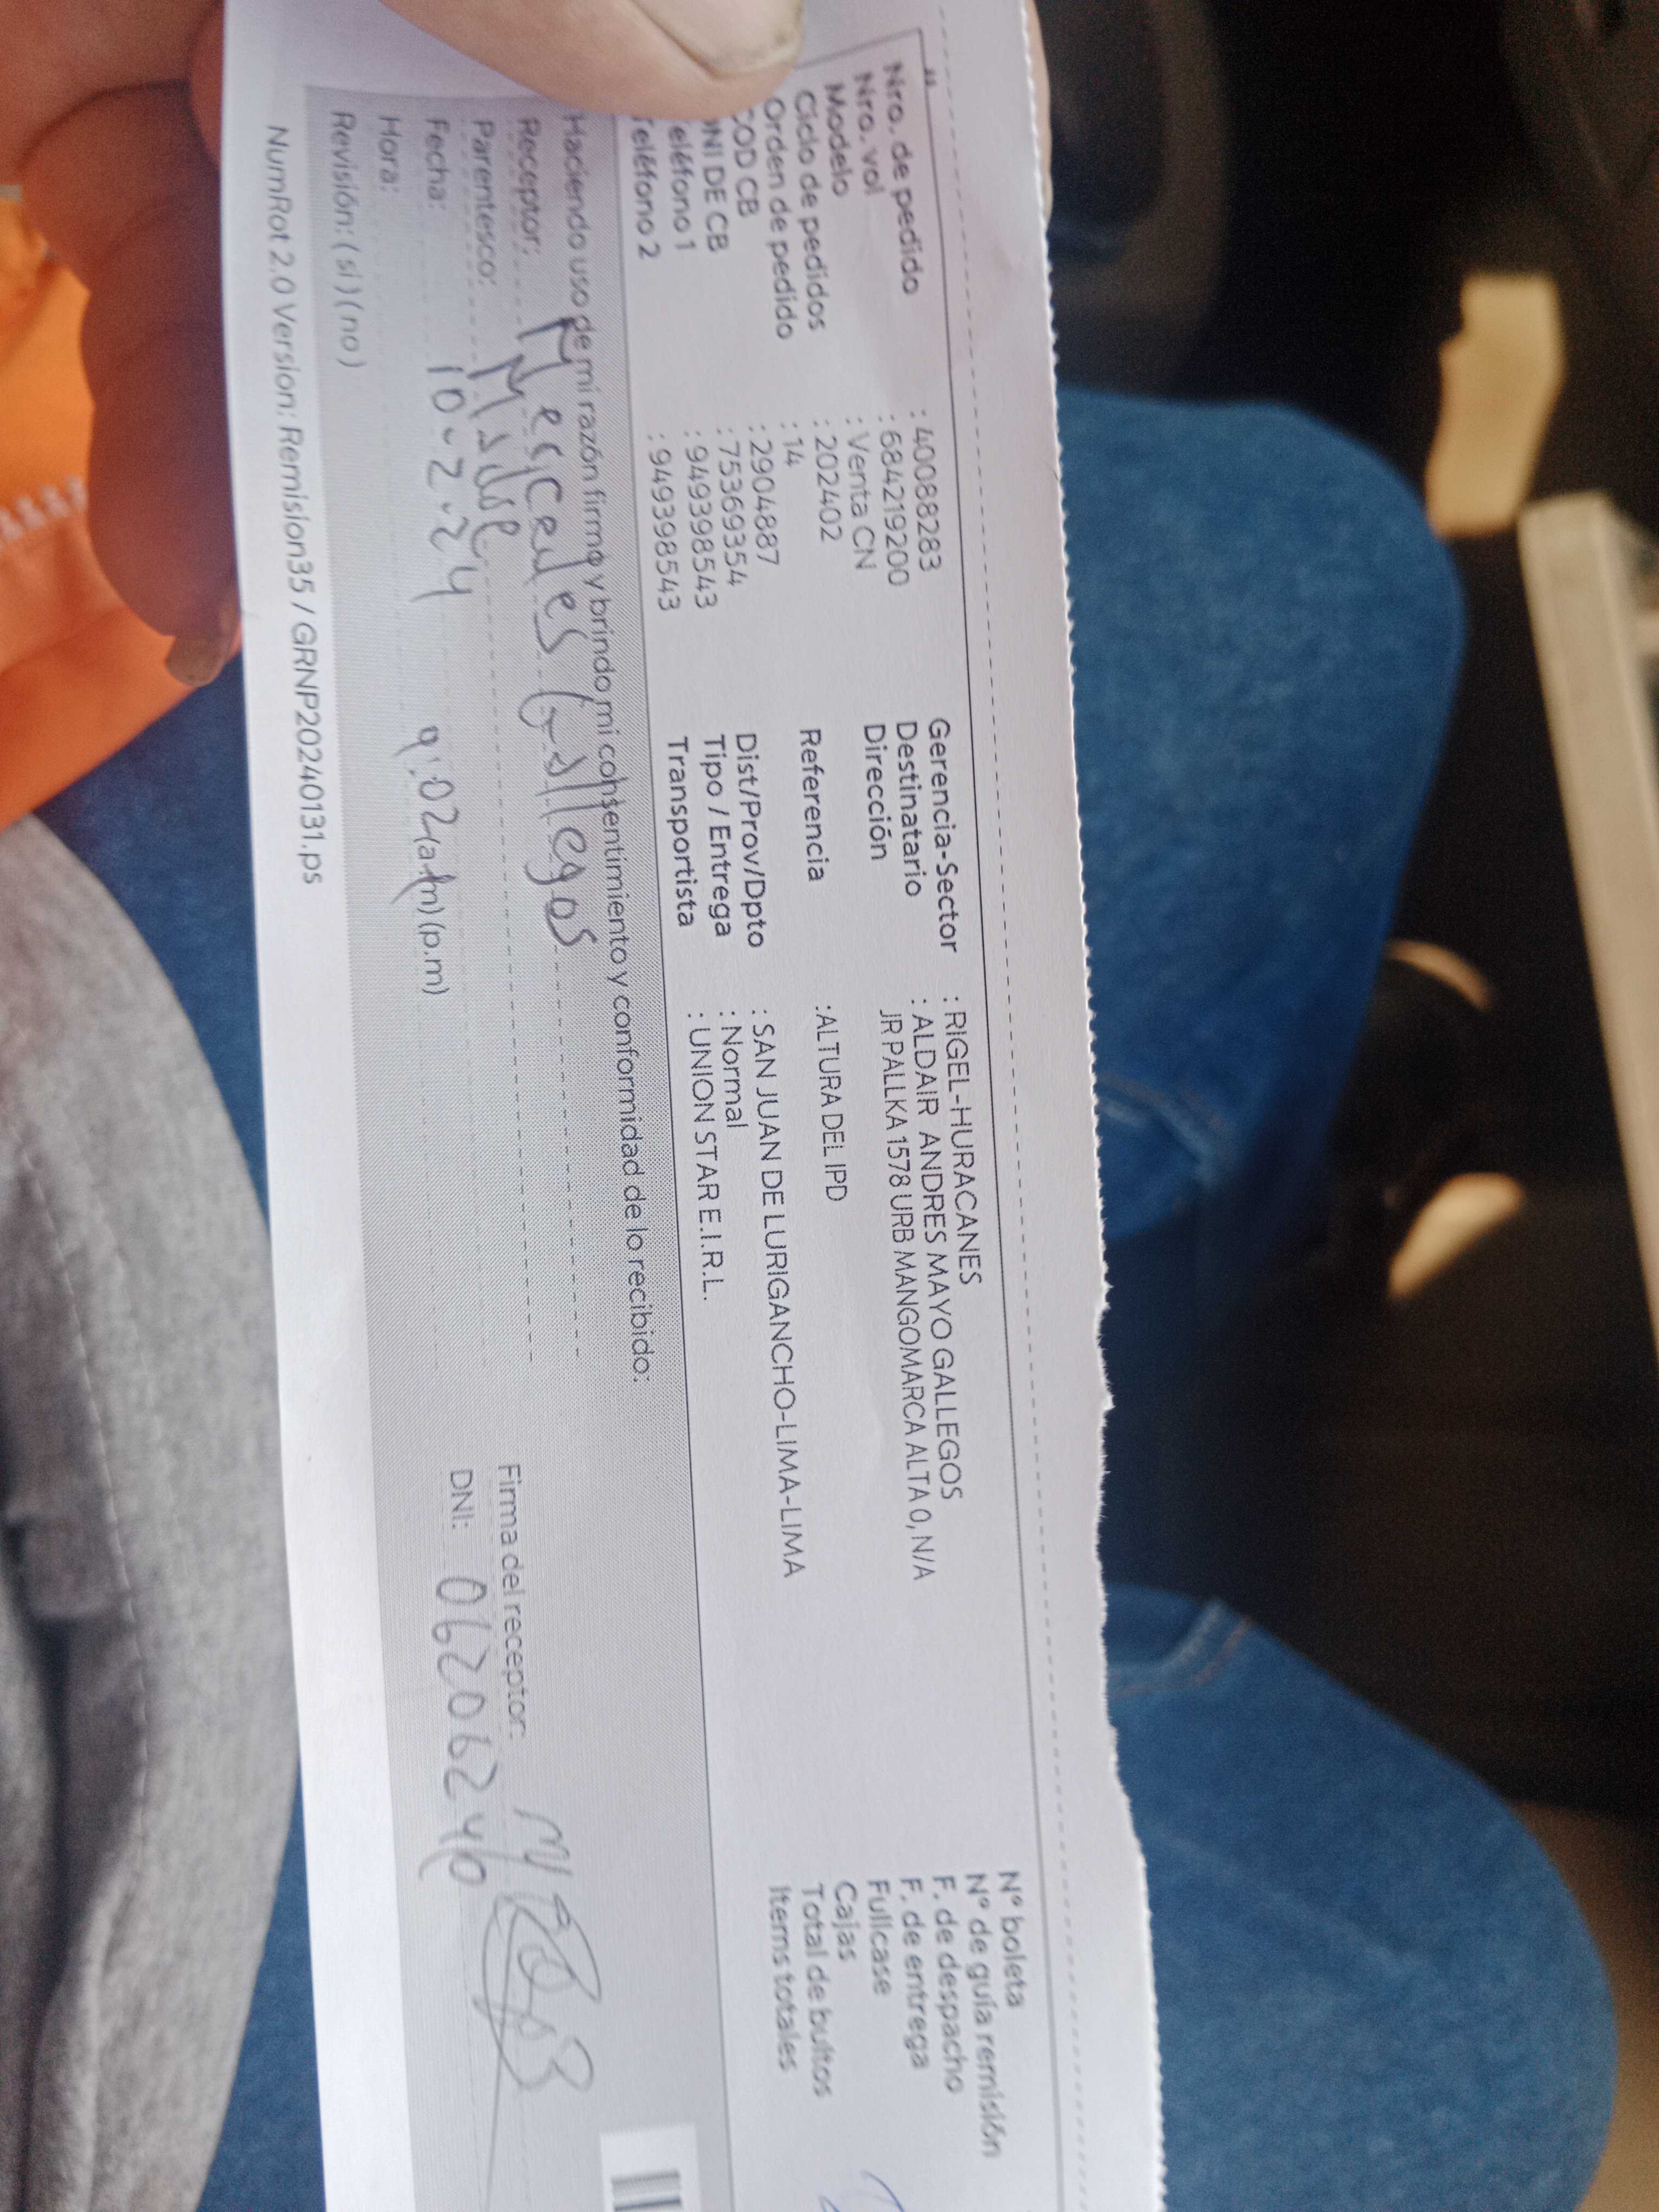 Nro. de pedido : 40088283
Nro. vol : 684219200
Modelo : Venta CN
Ciclo de pedidos : 202402
Orden de pedido : 14
COD CB : 2904887
DNI DE CB : 75369354
Teléfono 1 : 949398543
Teléfono 2 : 949398543
Gerencia-Sector : RIGEL-HURACANES
Destinatario : ALDAIR ANDRES MAYO GALLEGOS
Dirección JR PALLKA 1578 URB MANGOMARCA ALTA 0, N/A
Referencia :ALTURA DEL IPD
Dist/Prov/Dpto : SAN JUAN DE LURIGANCHO-LIMA-LIMA
Tipo / Entrega : Normal
Transportista : UNION STAR E.I.R.L.
N° boleta
N° de guía remisión
F. de despacho
F. de entrega
Fullcase
Cajas
Total de bultos
Items totales
Haciendo uso de mi razón firmo y brindo mi consentimiento y conformidad de lo recibido:
Receptor: Mercedes Gallegos
Parentesco: Madre
Fecha: 10-2-24
Hora: 9:02 (a.m) (p.m)
Revisión: ( si ) ( no )
Firma del receptor:
DNI: 06206240
NumRot 2.0 Version: Remision35 / GRNP20240131.ps